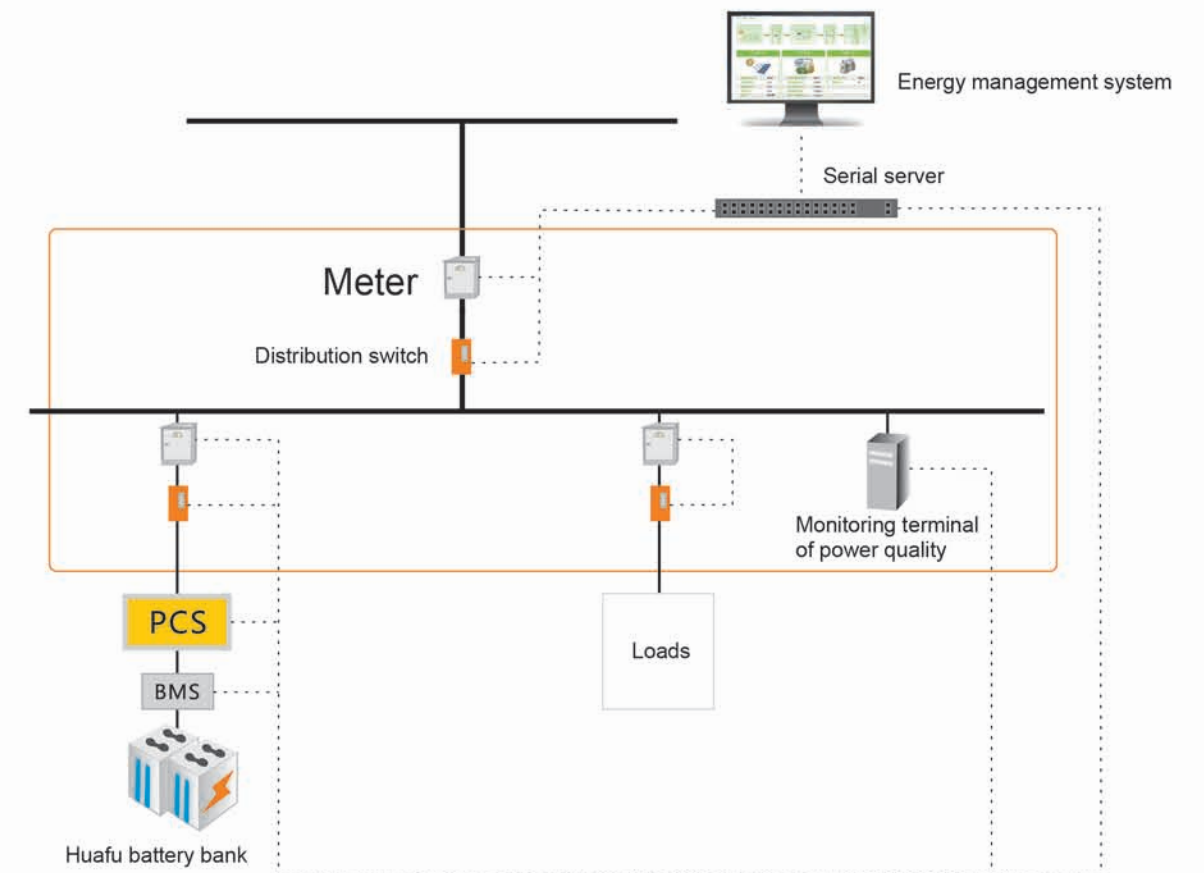 Energy management system
Serial server
Meter
Distribution switch
Monitoring terminal
of power quality
PCS
Loads
BMS
Huafu battery bank